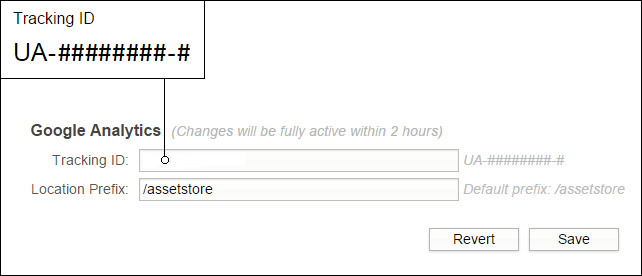 Tracking ID
UA-########-#
Google Analytics (Changes will be fully active within 2 hours)
Tracking ID: UA-########-#
Location Prefix: /assetstore Default prefix: /assetstore
Revert Save